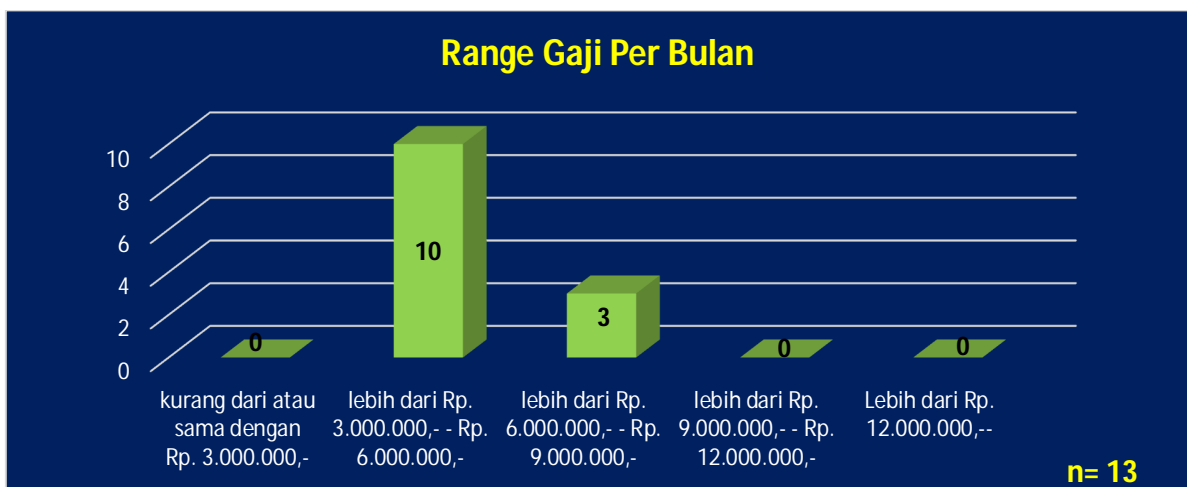 Range Gaji Per Bulan
10
8
6
4
2
0
0
10
3
0
0
kurang dari atau
sama dengan
Rp. 3.000.000,-
lebih dari Rp.
3.000.000,- - Rp.
6.000.000,-
lebih dari Rp.
6.000.000,- - Rp.
9.000.000,-
lebih dari Rp.
9.000.000,- - Rp.
12.000.000,-
Lebih dari Rp.
12.000.000,--
n= 13